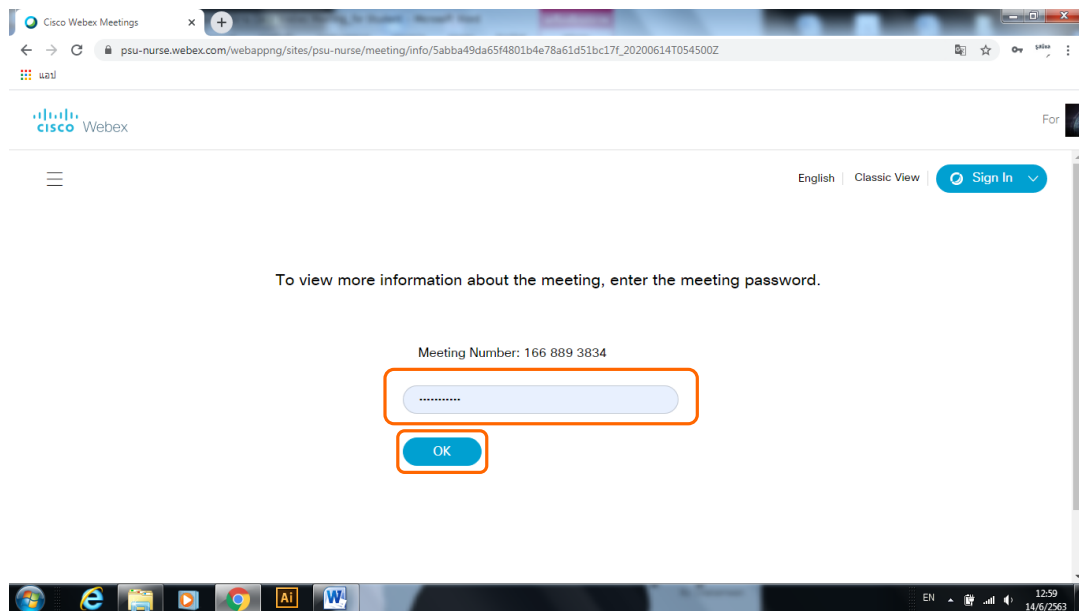 Cisco Webex Meetings
psu-nurse.webex.com/webappng/sites/psu-nurse/meeting/info/5abba49da65f4801b4e78a61d51bc17f_20200614T054500Z
แอป
CISCO Webex
For
English Classic View Sign In
To view more information about the meeting, enter the meeting password.
Meeting Number: 166 889 3834
OK
Ai W EN 12:59
14/6/2563